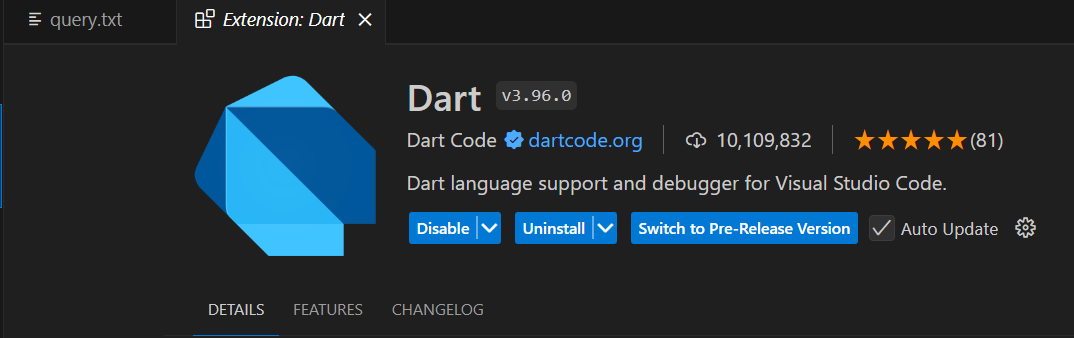 query.txt
Extension: Dart
Dart v3.96.0
Dart Code dartcode.org 10,109,832 (81)
Dart language support and debugger for Visual Studio Code.
Disable Uninstall Switch to Pre-Release Version Auto Update
DETAILS FEATURES CHANGELOG